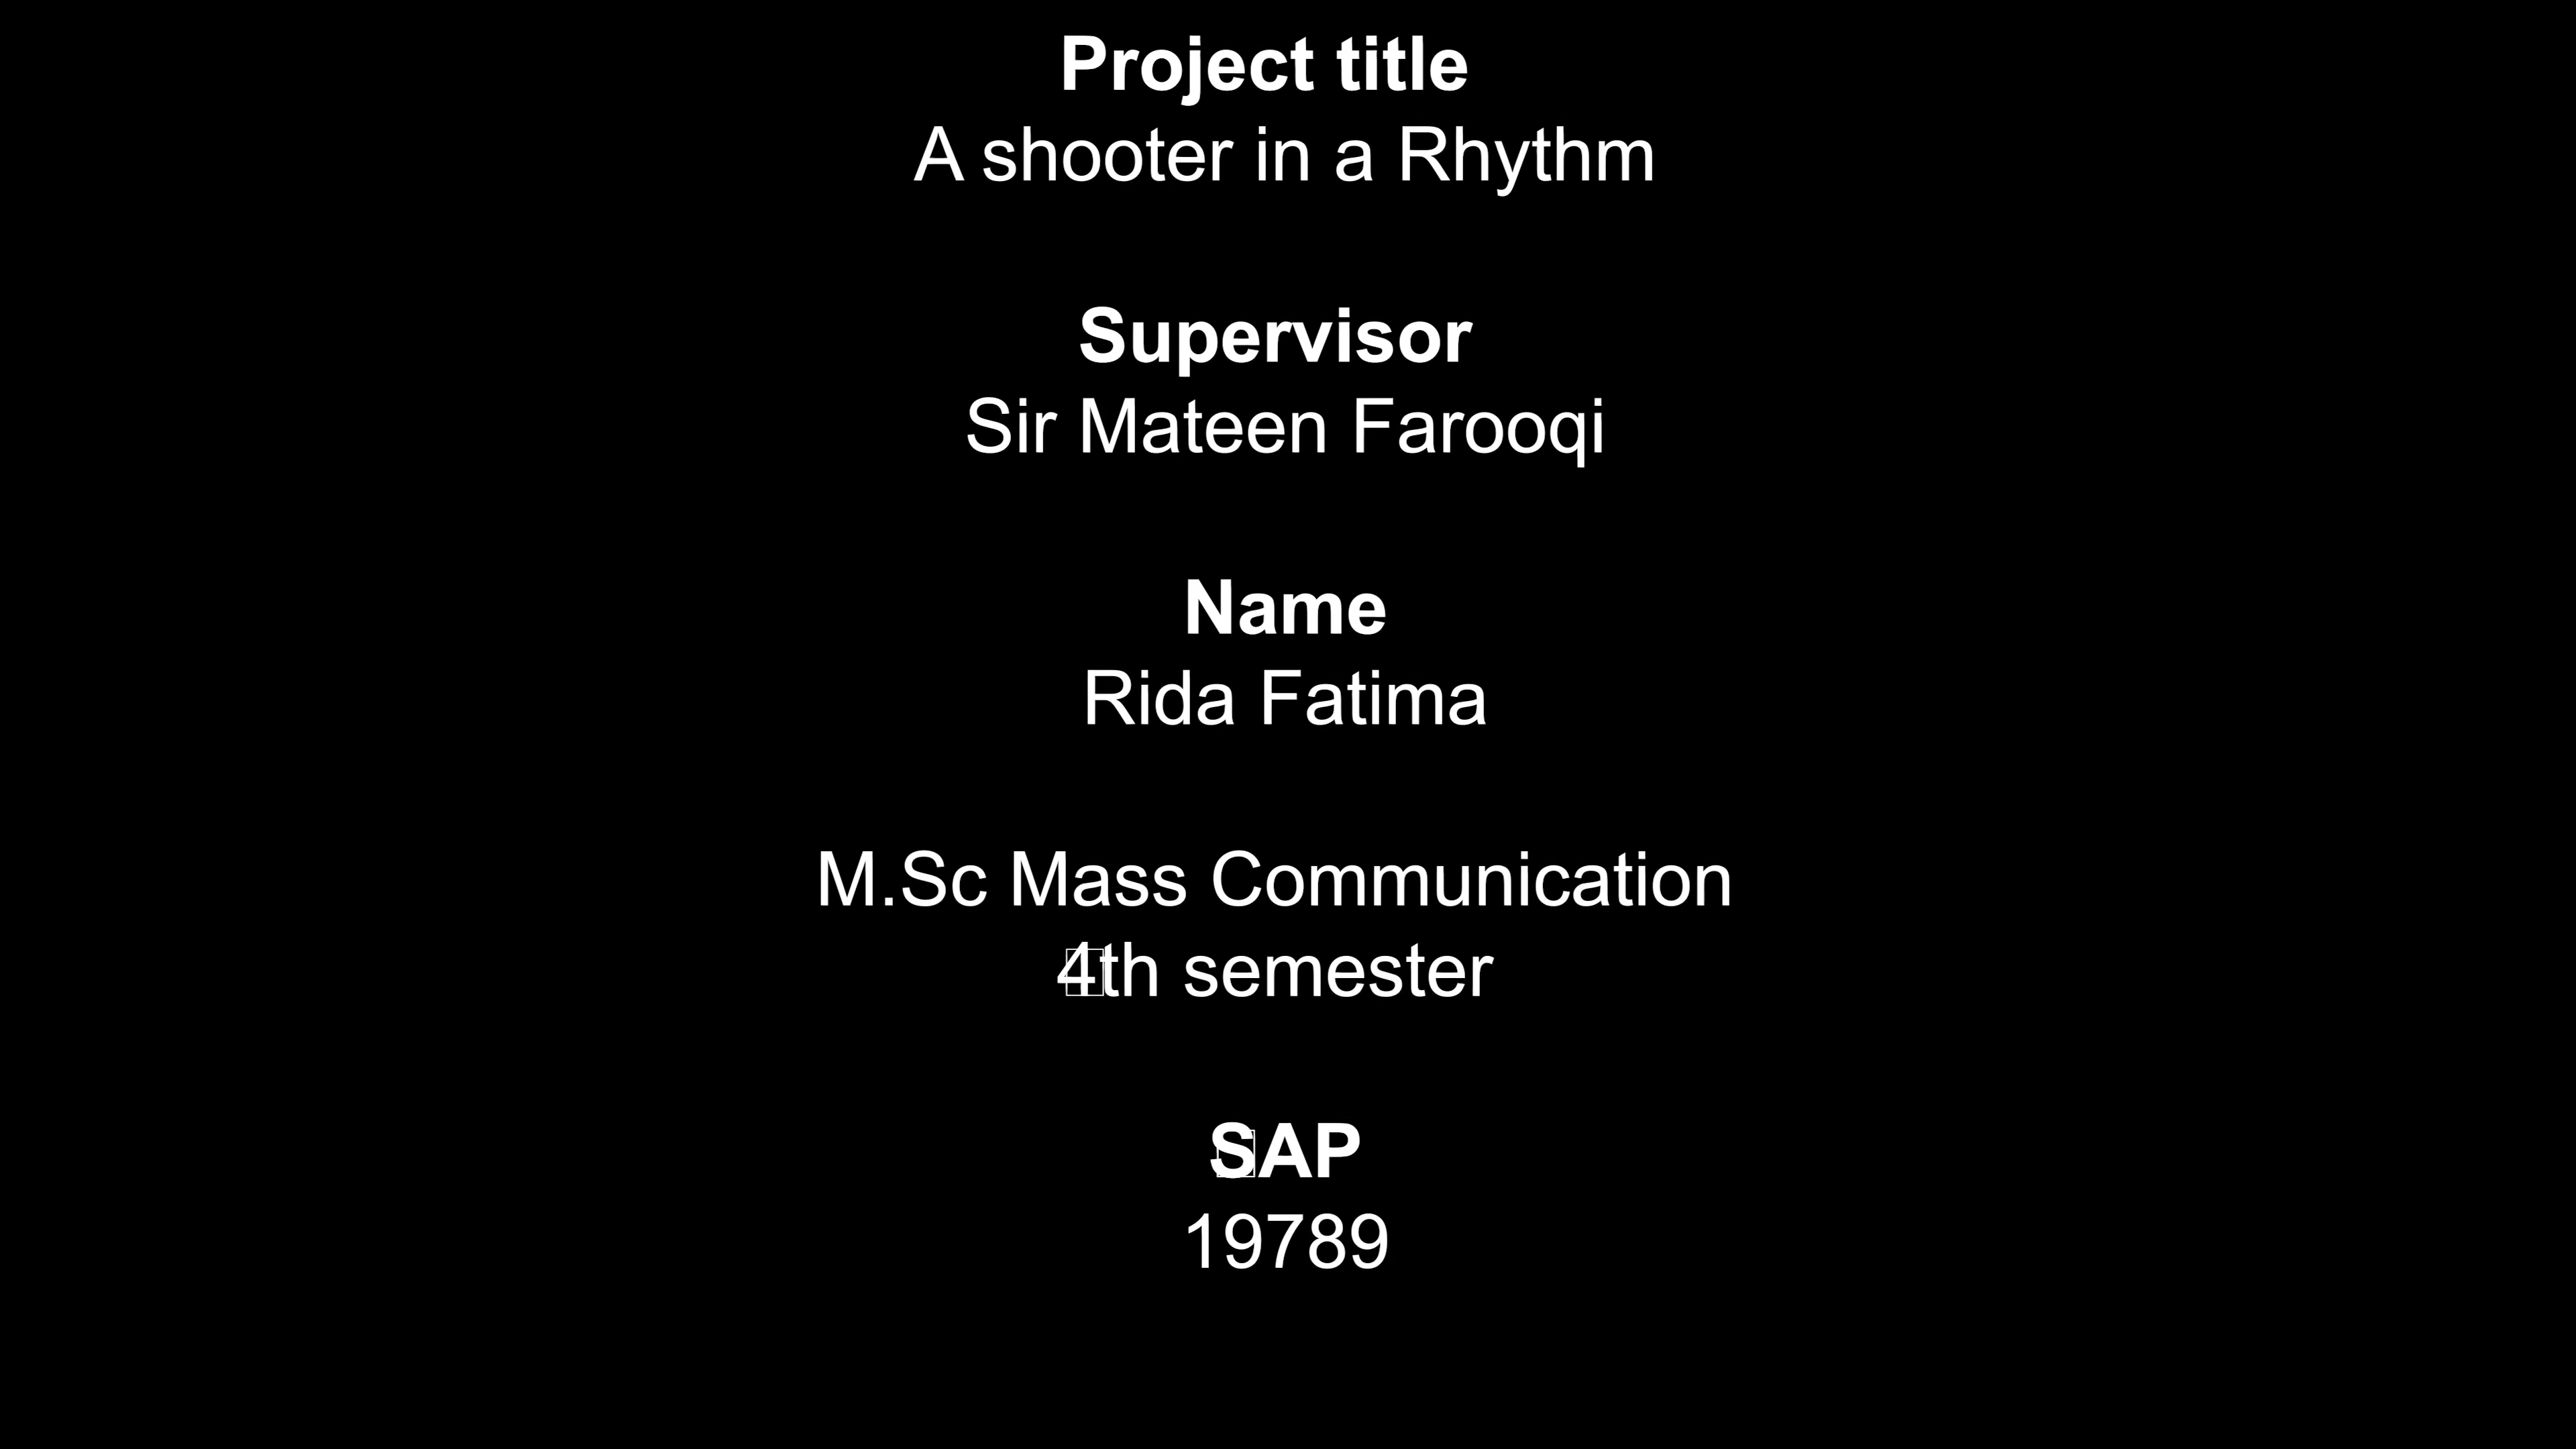 Project title
A shooter in a Rhythm
Supervisor
Sir Mateen Farooqi
Name
Rida Fatima
M.Sc Mass Communication
4th semester
SAP
19789